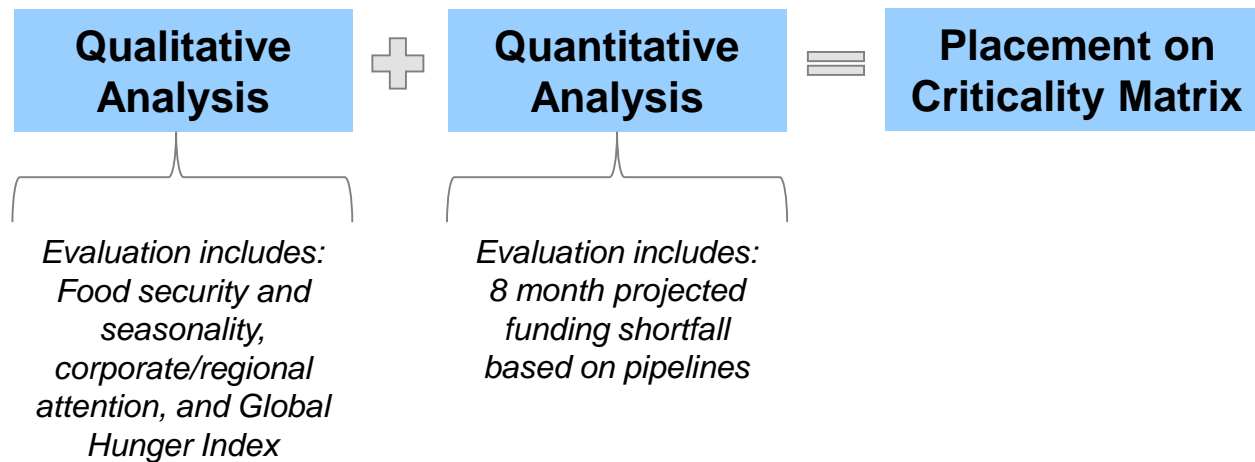 Qualitative
Analysis
Quantitative
Analysis
Placement on
Criticality Matrix
Evaluation includes:
Food security and
seasonality,
corporate/regional
attention, and Global
Hunger Index
Evaluation includes:
8 month projected
funding shortfall
based on pipelines